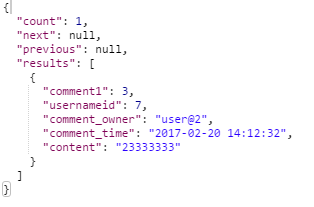 {
  "count": 1,
  "next": null,
  "previous": null,
  "results": [
    {
      "comment1": 3,
      "usernameid": 7,
      "comment_owner": "user@2",
      "comment_time": "2017-02-20 14:12:32",
      "content": "23333333"
    }
  ]
}